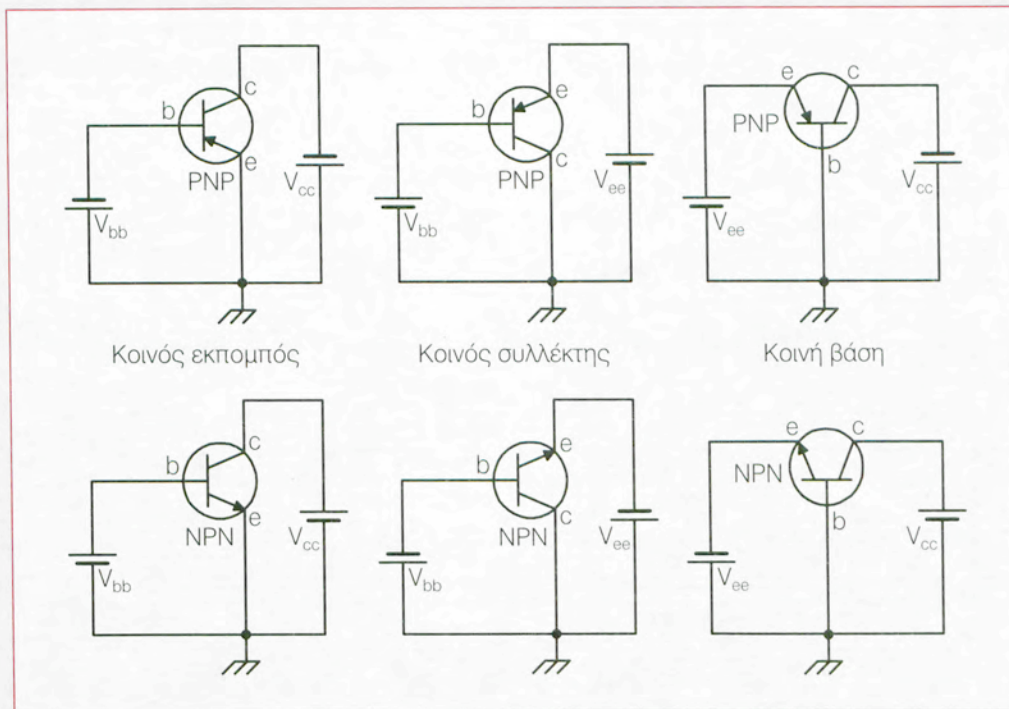 c
b
e
PNP
V_bb
V_cc
e
b
c
PNP
V_bb
V_ee
e
c
PNP
b
V_ee
V_cc
Κοινός εκπομπός
Κοινός συλλέκτης
Κοινή βάση
c
b
e
NPN
V_bb
V_cc
e
b
c
NPN
V_bb
V_ee
e
c
NPN
b
V_ee
V_cc